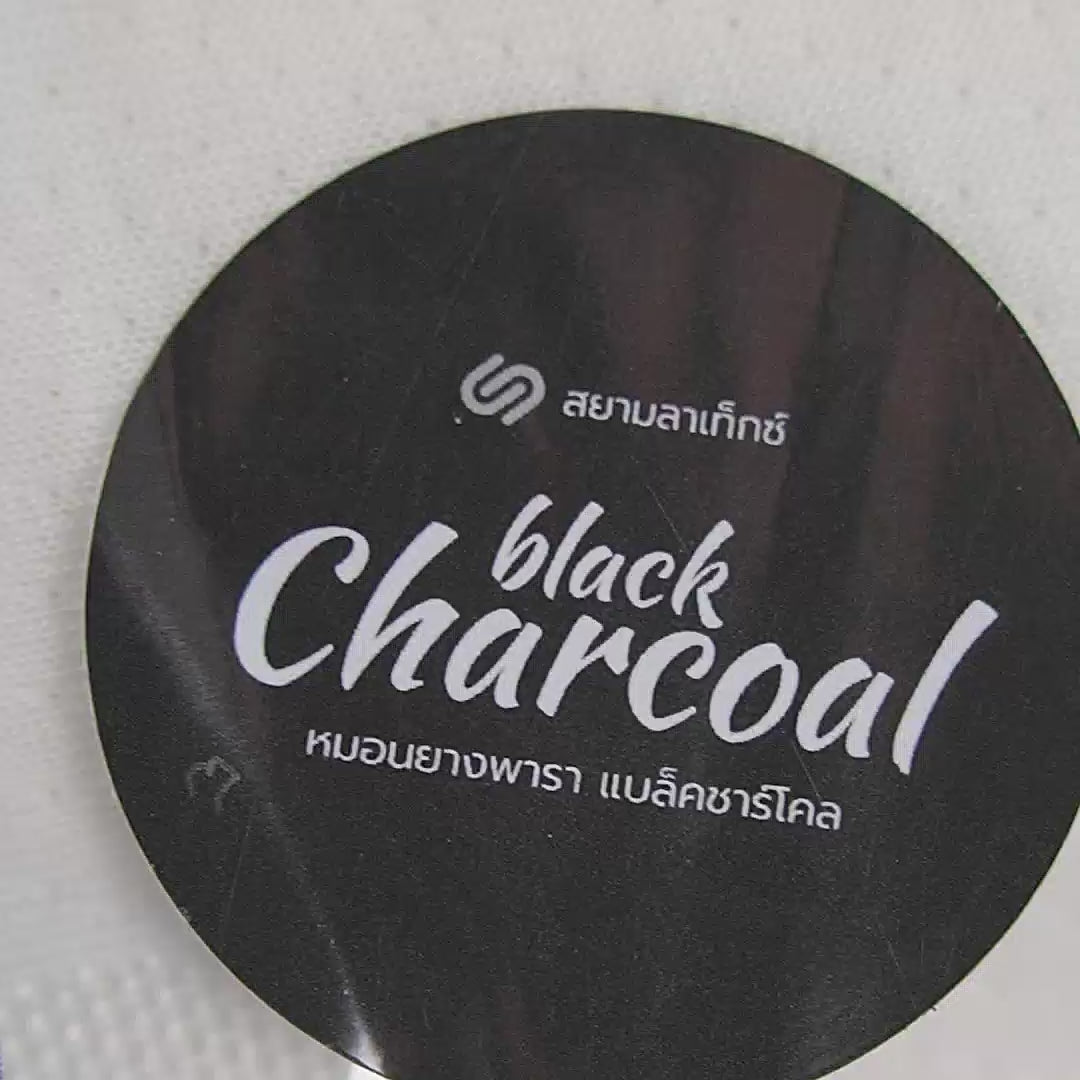 สยามลาเท็กซ์
black
Charcoal
หมอนยางพารา แบล็คชาร์โคล